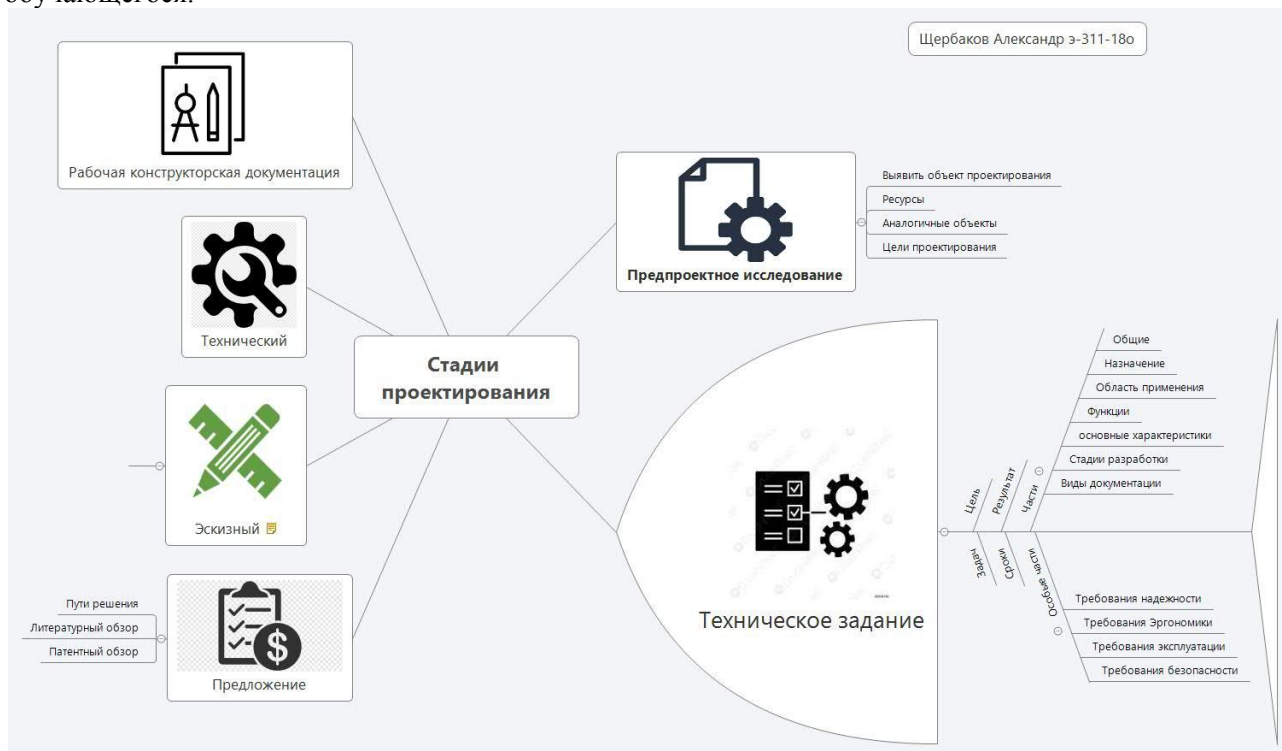 обучающегося.
Щербаков Александр э-311-18о
Рабочая конструкторская документация
Технический
Эскизный
Предложение
Пути решения
Литературный обзор
Патентный обзор
Стадии
проектирования
Предпроектное исследование
Выявить объект проектирования
Ресурсы
Аналогичные объекты
Цели проектирования
Техническое задание
Цель
Результат
Части
Общие
Назначение
Область применения
Функции
основные характеристики
Стадии разработки
Виды документации
Задач
Сроки
Особые части
Требования надежности
Требования Эргономики
Требования эксплуатации
Требования безопасности